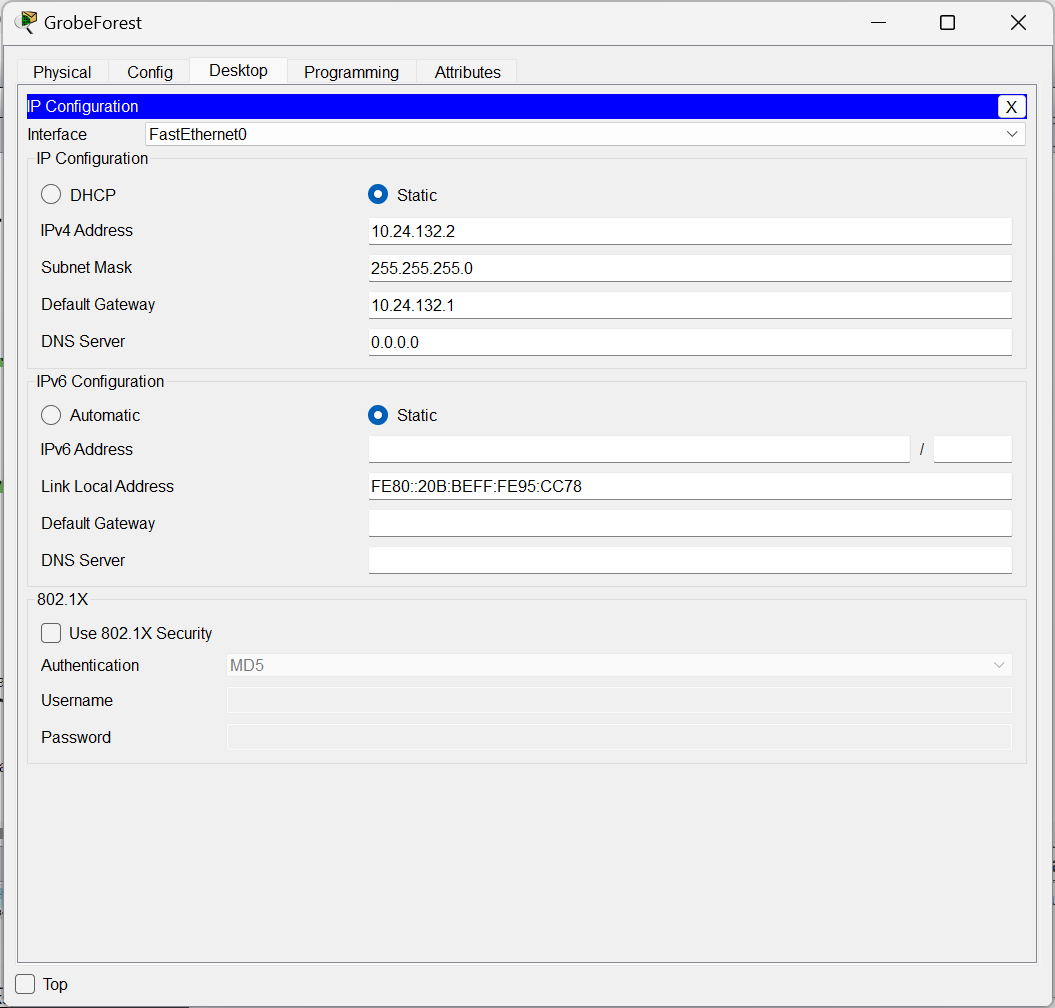 GrobeForest
Physical Config Desktop Programming Attributes
IP Configuration X
Interface FastEthernet0
IP Configuration
DHCP Static
IPv4 Address 10.24.132.2
Subnet Mask 255.255.255.0
Default Gateway 10.24.132.1
DNS Server 0.0.0.0
IPv6 Configuration
Automatic Static
IPv6 Address /
Link Local Address FE80::20B:BEFF:FE95:CC78
Default Gateway
DNS Server
802.1X
Use 802.1X Security
Authentication MD5
Username
Password
Top